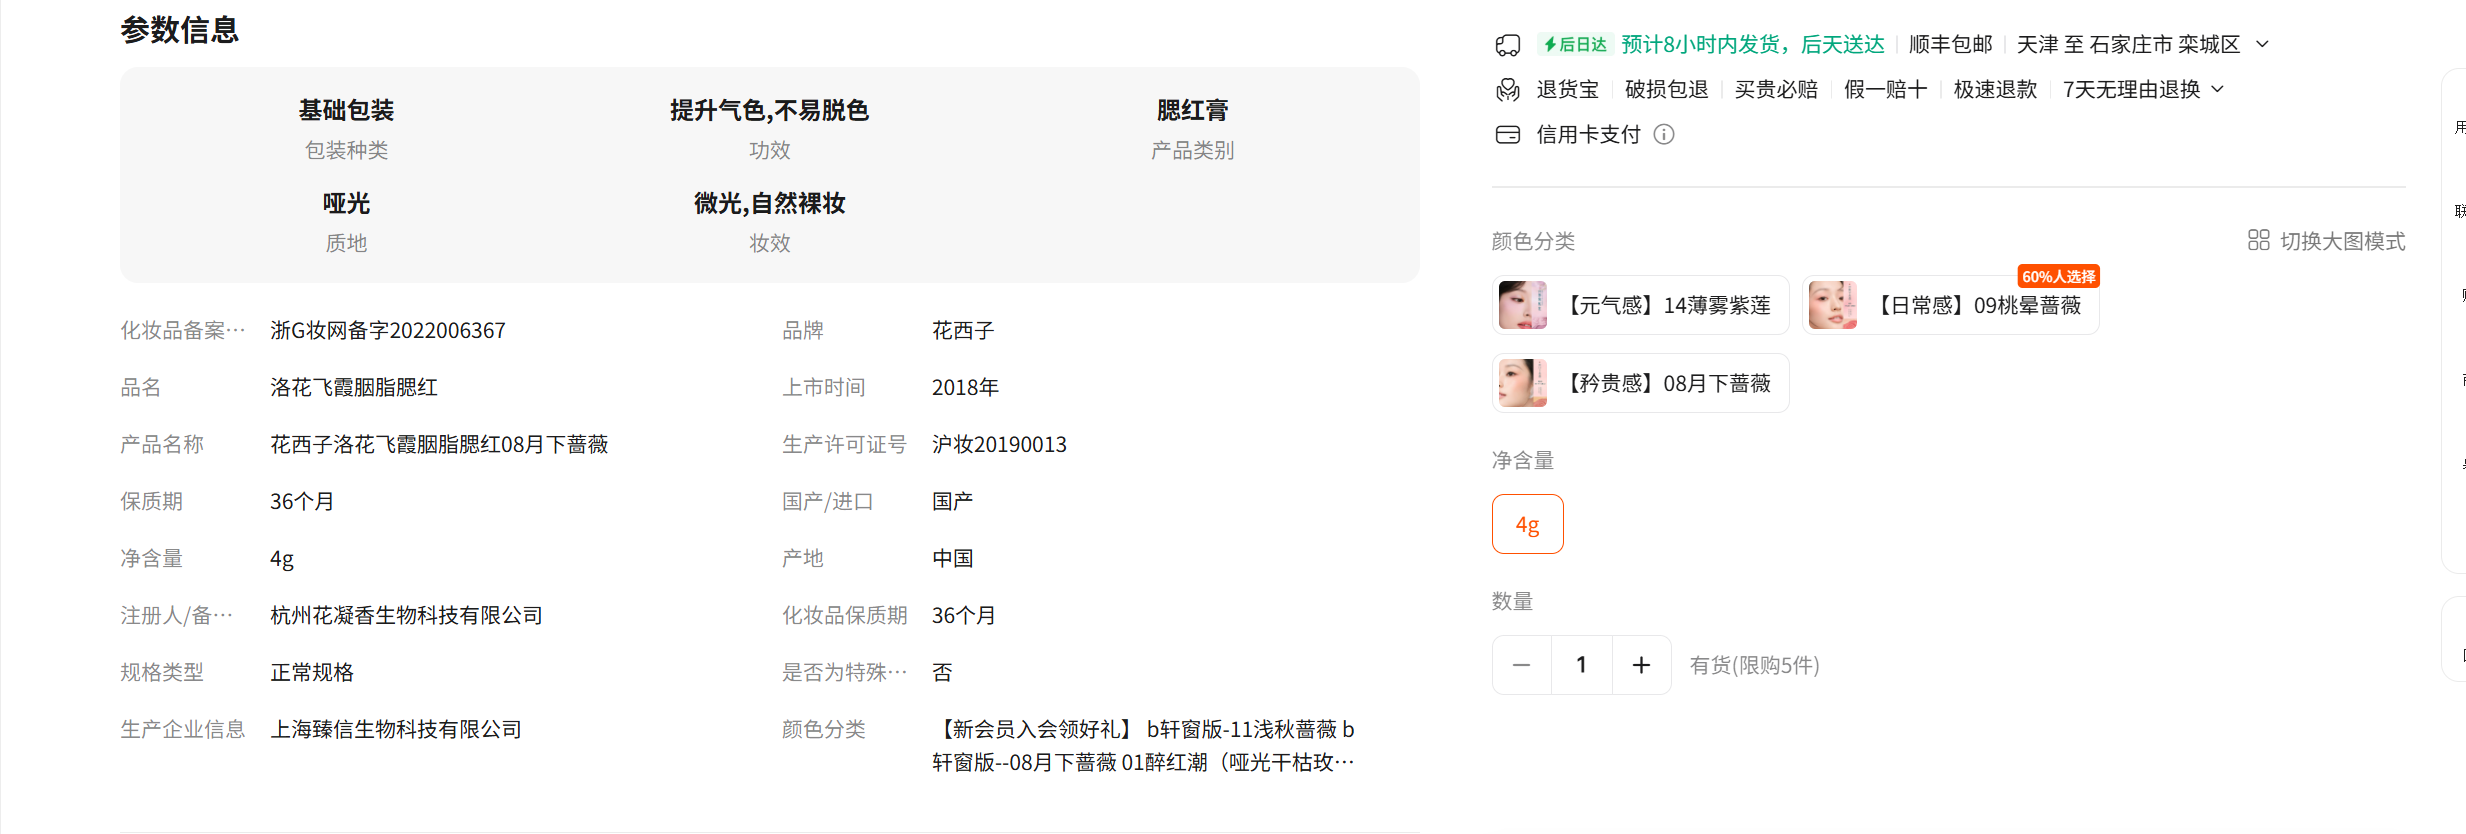 参数信息
基础包装
包装种类
提升气色,不易脱色
功效
腮红膏
产品类别
哑光
质地
微光,自然裸妆
妆效
化妆品备案… 浙G妆网备字2022006367
品牌 花西子
品名 洛花飞霞胭脂腮红
上市时间 2018年
产品名称 花西子洛花飞霞胭脂腮红08月下蔷薇
生产许可证号 沪妆20190013
保质期 36个月
国产/进口 国产
净含量 4g
产地 中国
注册人/备… 杭州花凝香生物科技有限公司
化妆品保质期 36个月
规格类型 正常规格
是否为特殊… 否
生产企业信息 上海臻信生物科技有限公司
颜色分类 【新会员入会领好礼】 b轩窗版-11浅秋蔷薇 b
轩窗版--08月下蔷薇 01醉红潮（哑光干枯玫…
后日达 预计8小时内发货，后天送达 顺丰包邮 天津 至 石家庄市 栾城区
退货宝 破损包退 买贵必赔 假一赔十 极速退款 7天无理由退换
信用卡支付
颜色分类 切换大图模式
60%人选择
【元气感】14薄雾紫莲 【日常感】09桃晕蔷薇
【矜贵感】08月下蔷薇
净含量
4g
数量
1 有货(限购5件)